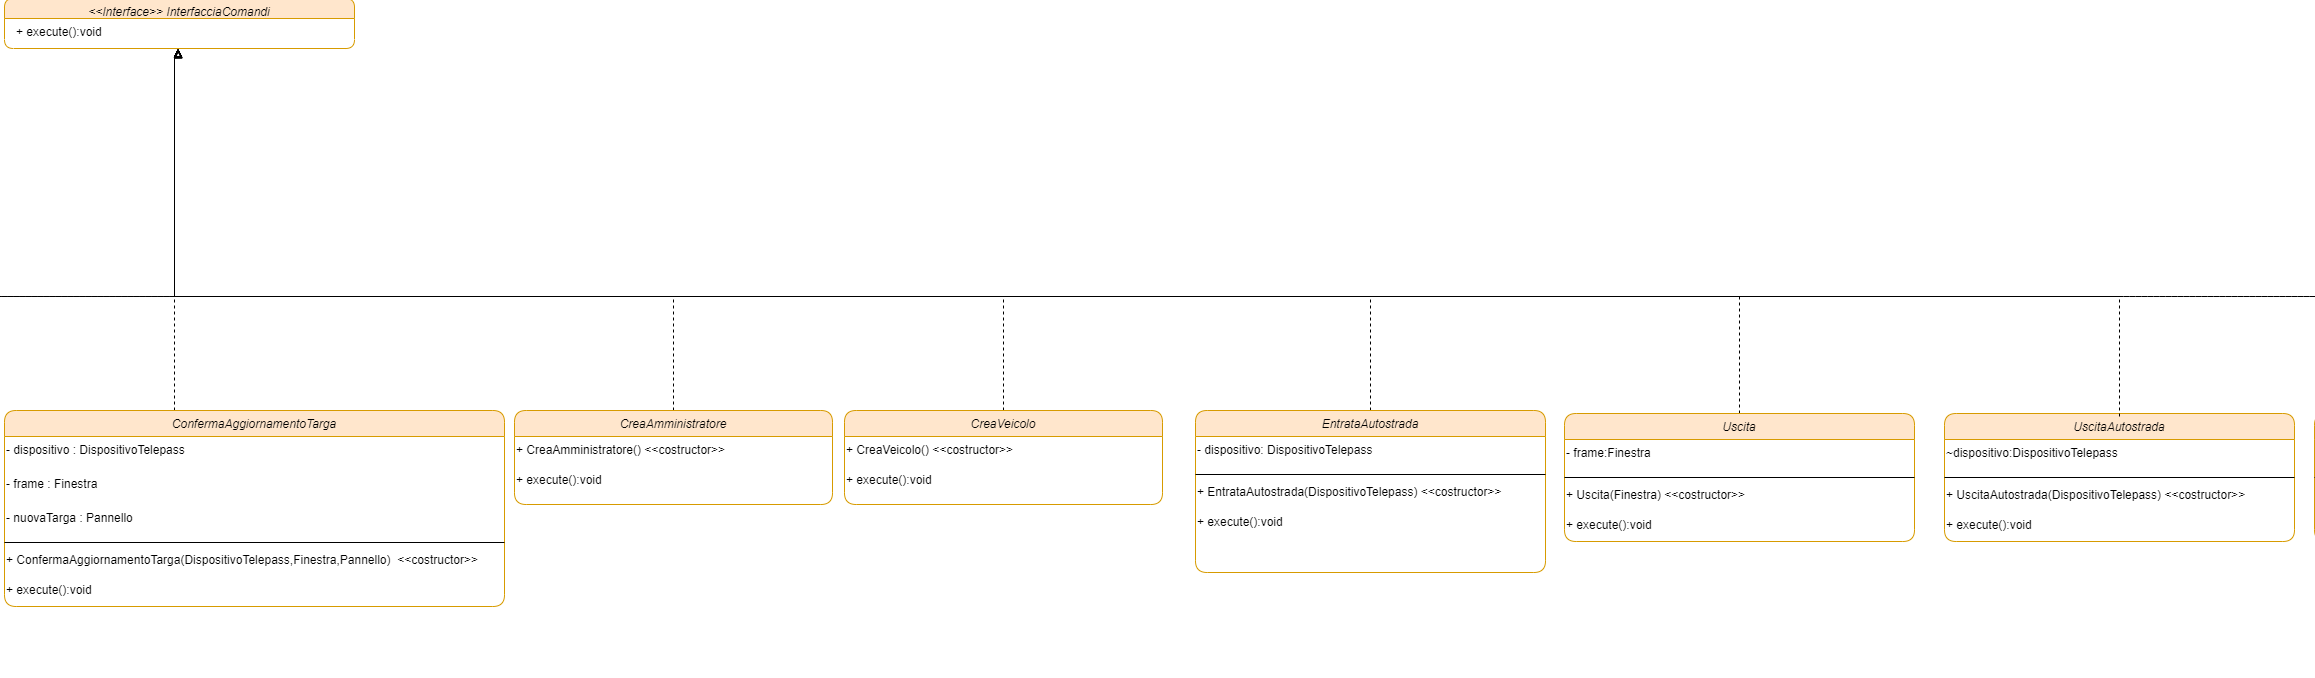 <<Interface>> InterfacciaComandi
+ execute():void
ConfermaAggiornamentoTarga
- dispositivo : DispositivoTelepass
- frame : Finestra
- nuovaTarga : Pannello
+ ConfermaAggiornamentoTarga(DispositivoTelepass,Finestra,Pannello) <<costructor>>
+ execute():void
CreaAmministratore
+ CreaAmministratore() <<costructor>>
+ execute():void
CreaVeicolo
+ CreaVeicolo() <<costructor>>
+ execute():void
EntrataAutostrada
- dispositivo: DispositivoTelepass
+ EntrataAutostrada(DispositivoTelepass) <<costructor>>
+ execute():void
Uscita
- frame:Finestra
+ Uscita(Finestra) <<costructor>>
+ execute():void
UscitaAutostrada
~dispositivo:DispositivoTelepass
+ UscitaAutostrada(DispositivoTelepass) <<costructor>>
+ execute():void